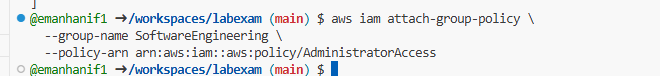 ]
@emanhanif1 ➜/workspaces/labexam (main) $ aws iam attach-group-policy \
--group-name SoftwareEngineering \
--policy-arn arn:aws:iam::aws:policy/AdministratorAccess
@emanhanif1 ➜/workspaces/labexam (main) $